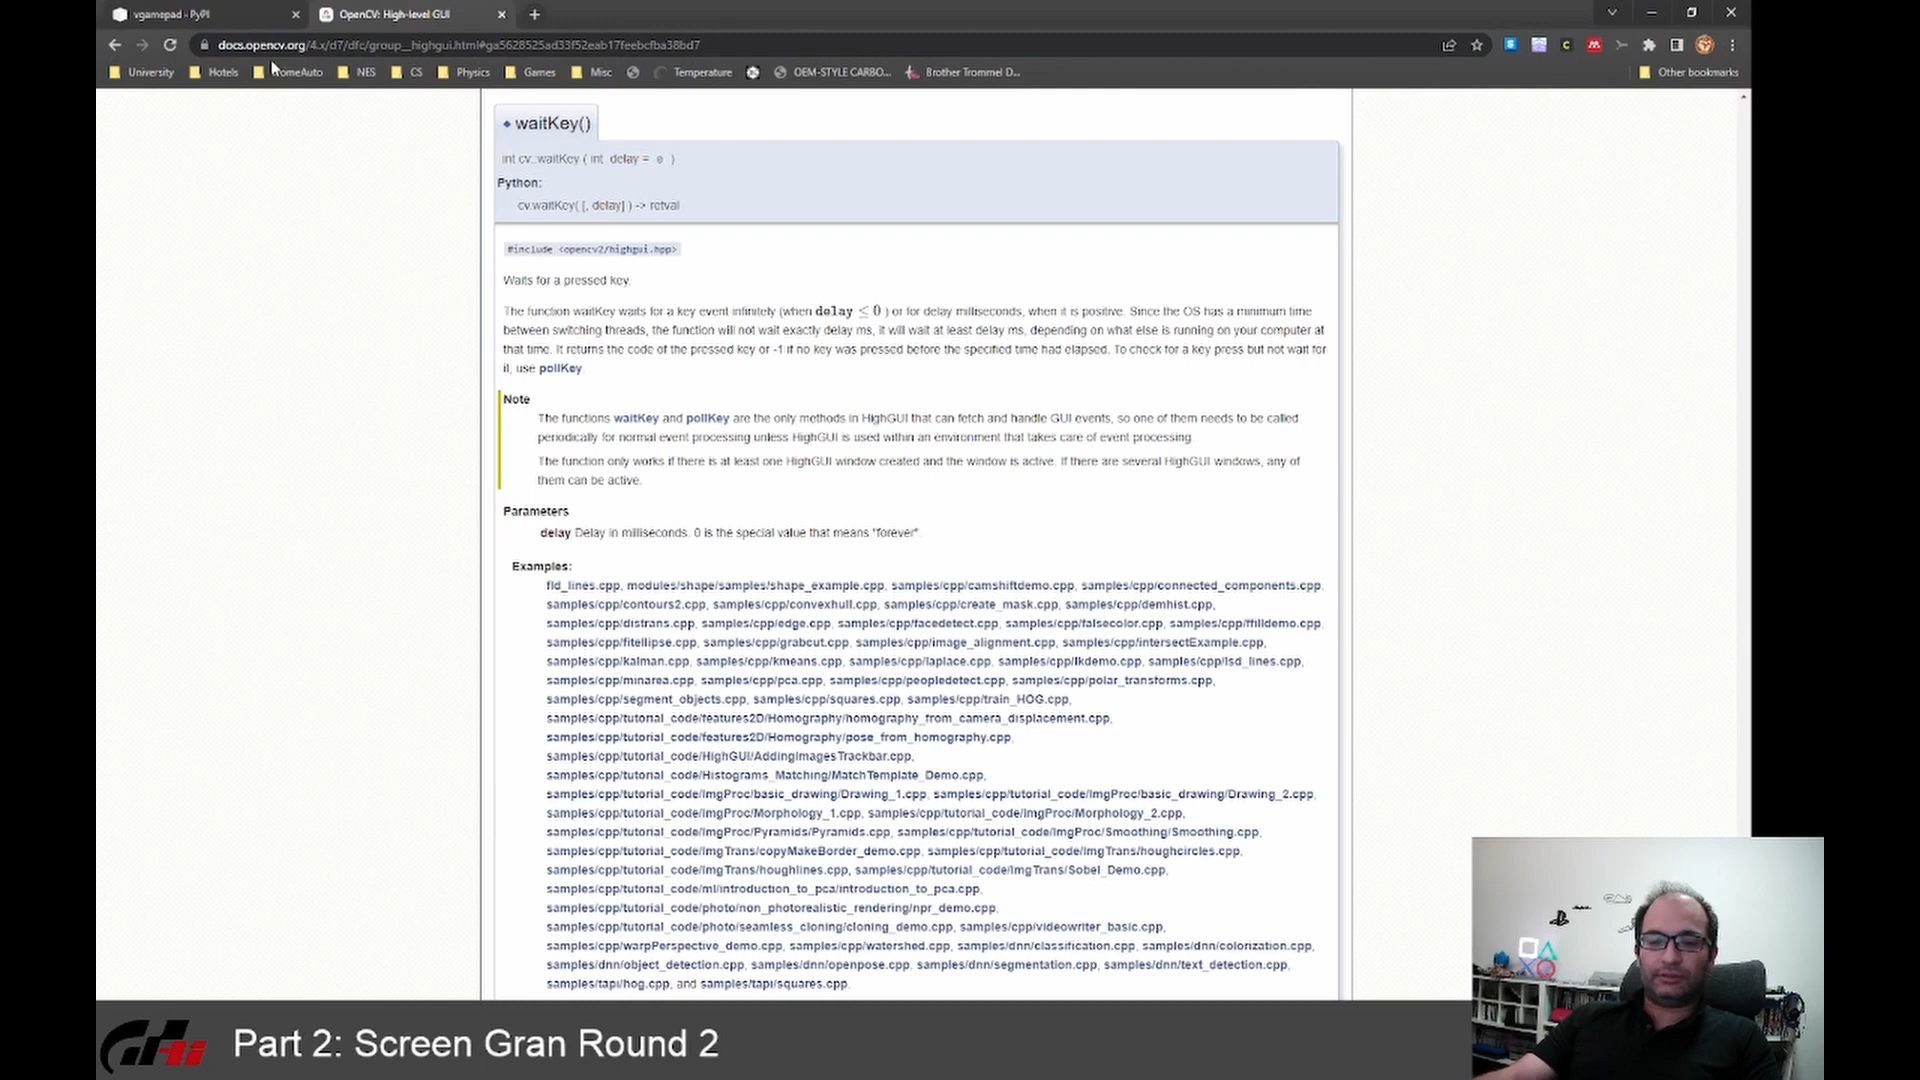 vgamepad · PyPI
OpenCV: High-level GUI
docs.opencv.org/4.x/d7/dfc/group__highgui.html#ga5628525ad33f52eab17feebcfba38bd7
University Hotels omeAuto NES CS Physics Games Misc Temperature OEM-STYLE CARBO... Brother Trommel D... Other bookmarks
◆ waitKey()
int cv::waitKey ( int delay = 0 )
Python:
cv.waitKey( [, delay] ) -> retval
#include <opencv2/highgui.hpp>
Waits for a pressed key.
The function waitKey waits for a key event infinitely (when delay ≤ 0 ) or for delay milliseconds, when it is positive. Since the OS has a minimum time
between switching threads, the function will not wait exactly delay ms, it will wait at least delay ms, depending on what else is running on your computer at
that time. It returns the code of the pressed key or -1 if no key was pressed before the specified time had elapsed. To check for a key press but not wait for
it, use pollKey.
Note
The functions waitKey and pollKey are the only methods in HighGUI that can fetch and handle GUI events, so one of them needs to be called
periodically for normal event processing unless HighGUI is used within an environment that takes care of event processing.
The function only works if there is at least one HighGUI window created and the window is active. If there are several HighGUI windows, any of
them can be active.
Parameters
delay Delay in milliseconds. 0 is the special value that means "forever".
Examples:
fld_lines.cpp, modules/shape/samples/shape_example.cpp, samples/cpp/camshiftdemo.cpp, samples/cpp/connected_components.cpp,
samples/cpp/contours2.cpp, samples/cpp/convexhull.cpp, samples/cpp/create_mask.cpp, samples/cpp/demhist.cpp,
samples/cpp/distrans.cpp, samples/cpp/edge.cpp, samples/cpp/facedetect.cpp, samples/cpp/falsecolor.cpp, samples/cpp/ffilldemo.cpp,
samples/cpp/fitellipse.cpp, samples/cpp/grabcut.cpp, samples/cpp/image_alignment.cpp, samples/cpp/intersectExample.cpp,
samples/cpp/kalman.cpp, samples/cpp/kmeans.cpp, samples/cpp/laplace.cpp, samples/cpp/lkdemo.cpp, samples/cpp/lsd_lines.cpp,
samples/cpp/minarea.cpp, samples/cpp/pca.cpp, samples/cpp/peopledetect.cpp, samples/cpp/polar_transforms.cpp,
samples/cpp/segment_objects.cpp, samples/cpp/squares.cpp, samples/cpp/train_HOG.cpp,
samples/cpp/tutorial_code/features2D/Homography/homography_from_camera_displacement.cpp,
samples/cpp/tutorial_code/features2D/Homography/pose_from_homography.cpp,
samples/cpp/tutorial_code/HighGUI/AddingImagesTrackbar.cpp,
samples/cpp/tutorial_code/Histograms_Matching/MatchTemplate_Demo.cpp,
samples/cpp/tutorial_code/ImgProc/basic_drawing/Drawing_1.cpp, samples/cpp/tutorial_code/ImgProc/basic_drawing/Drawing_2.cpp,
samples/cpp/tutorial_code/ImgProc/Morphology_1.cpp, samples/cpp/tutorial_code/ImgProc/Morphology_2.cpp,
samples/cpp/tutorial_code/ImgProc/Pyramids/Pyramids.cpp, samples/cpp/tutorial_code/ImgProc/Smoothing/Smoothing.cpp,
samples/cpp/tutorial_code/ImgTrans/copyMakeBorder_demo.cpp, samples/cpp/tutorial_code/ImgTrans/houghcircles.cpp,
samples/cpp/tutorial_code/ImgTrans/houghlines.cpp, samples/cpp/tutorial_code/ImgTrans/Sobel_Demo.cpp,
samples/cpp/tutorial_code/ml/introduction_to_pca/introduction_to_pca.cpp,
samples/cpp/tutorial_code/photo/non_photorealistic_rendering/npr_demo.cpp,
samples/cpp/tutorial_code/photo/seamless_cloning/cloning_demo.cpp, samples/cpp/videowriter_basic.cpp,
samples/cpp/warpPerspective_demo.cpp, samples/cpp/watershed.cpp, samples/dnn/classification.cpp, samples/dnn/colorization.cpp,
samples/dnn/object_detection.cpp, samples/dnn/openpose.cpp, samples/dnn/segmentation.cpp, samples/dnn/text_detection.cpp,
samples/tapi/hog.cpp, and samples/tapi/squares.cpp.
Part 2: Screen Gran Round 2